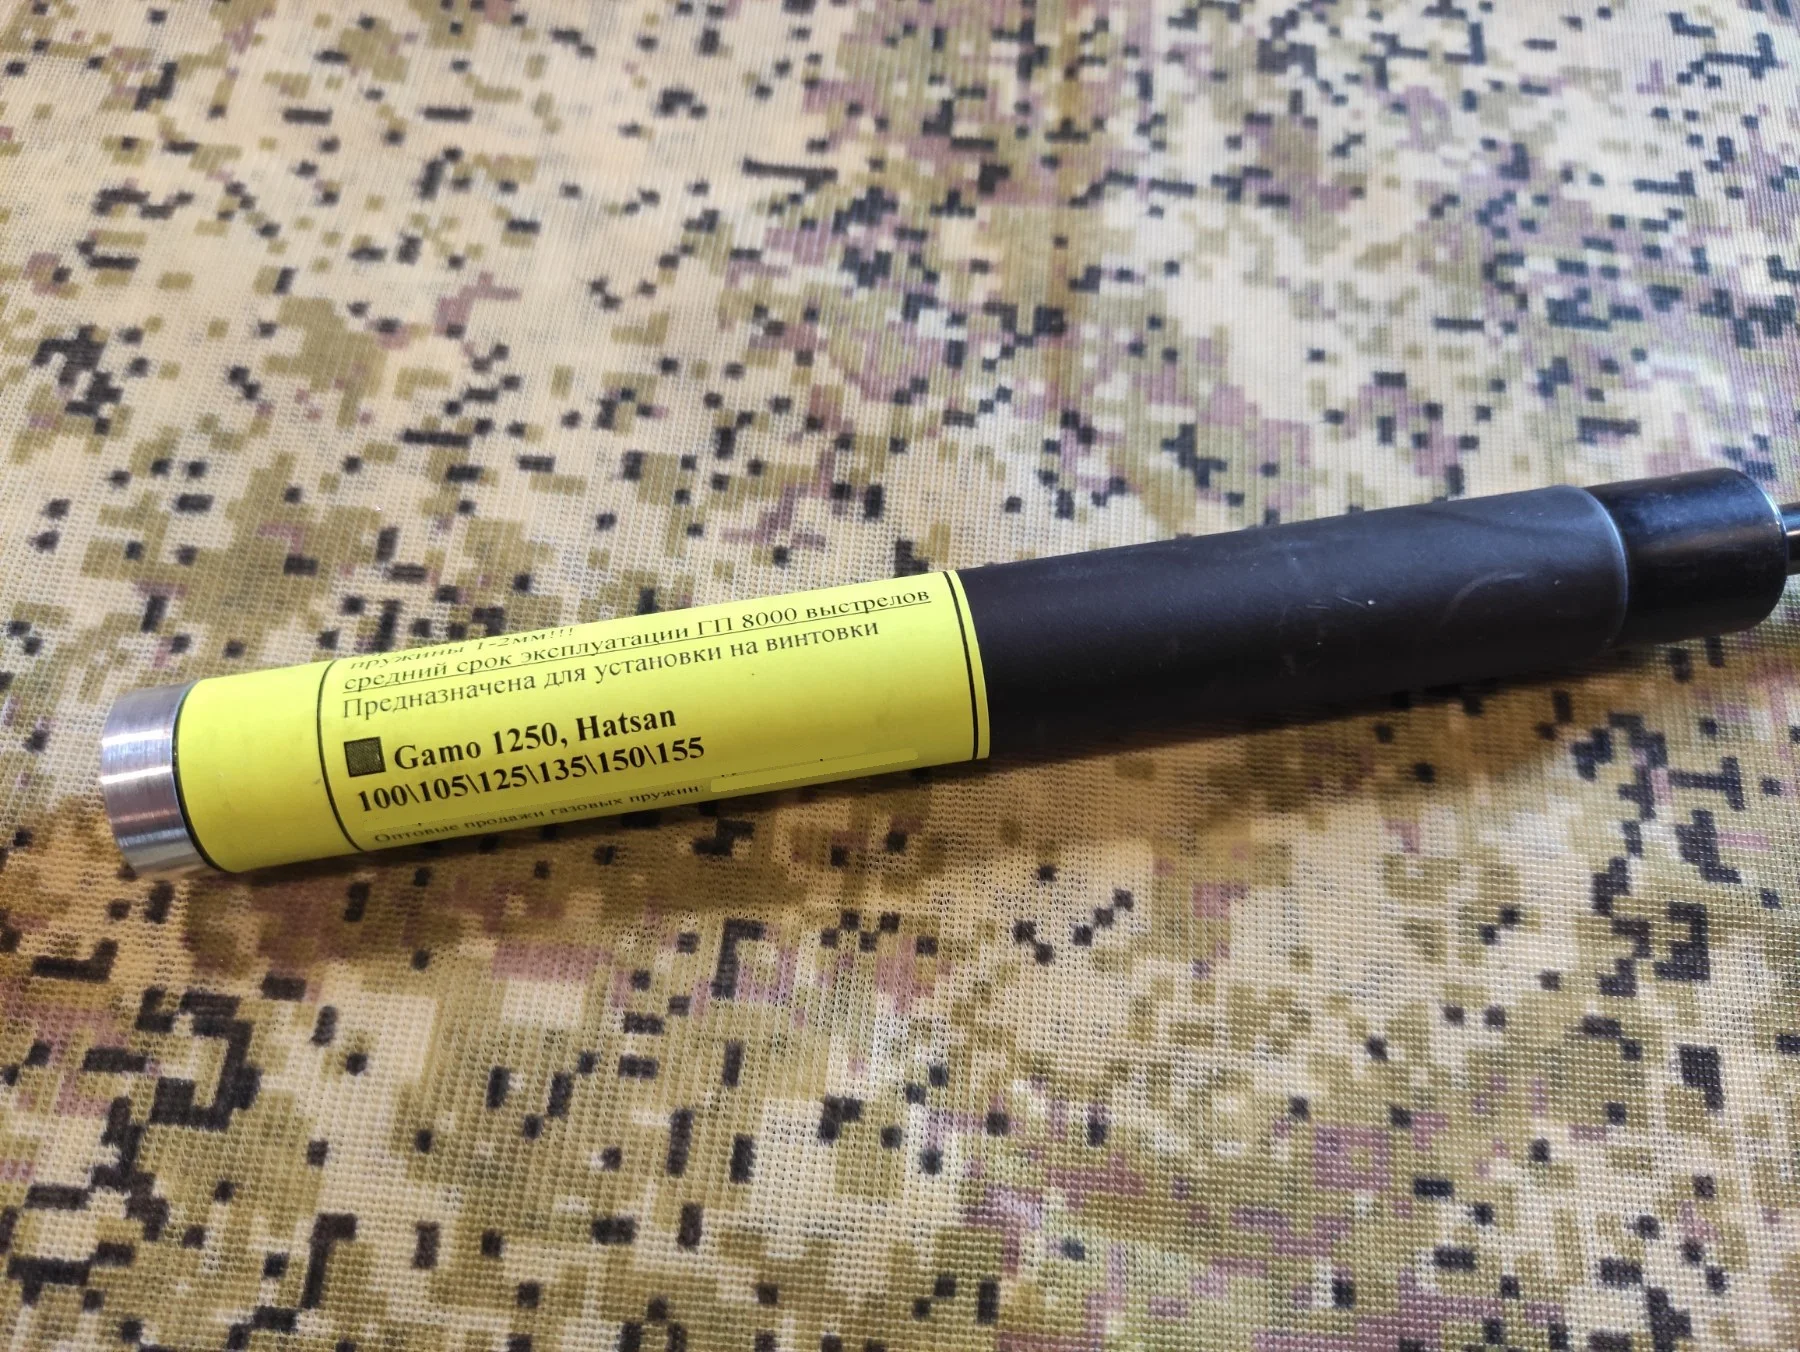 пружины 1-2мм!!!
средний срок эксплуатации ГП 8000 выстрелов
Предназначена для установки на винтовки
Gamo 1250, Hatsan
100\105\125\135\150\155
Оптовые продажи газовых пружин: